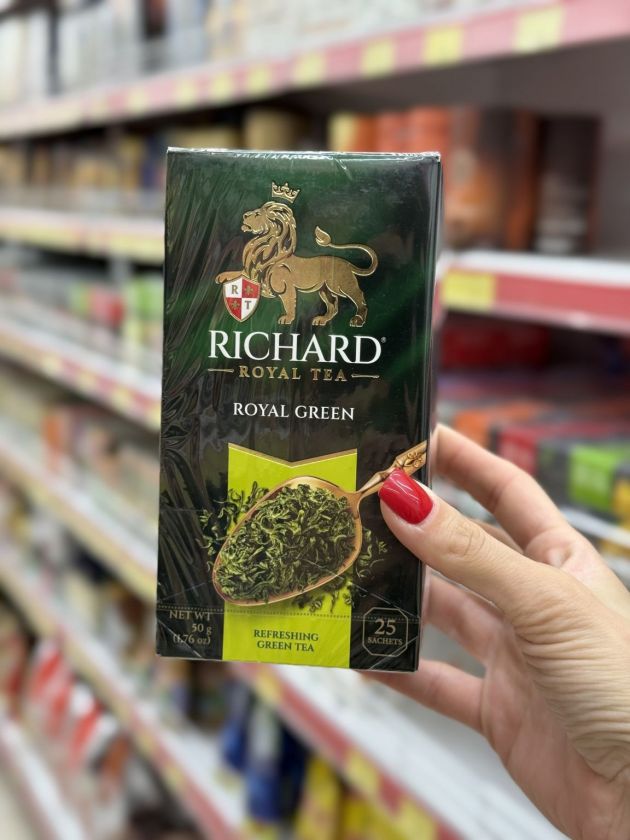 R T
RICHARD®
ROYAL TEA
ROYAL GREEN
NET WT
50 g
(1,76 oz)
REFRESHING
GREEN TEA
25
SACHETS